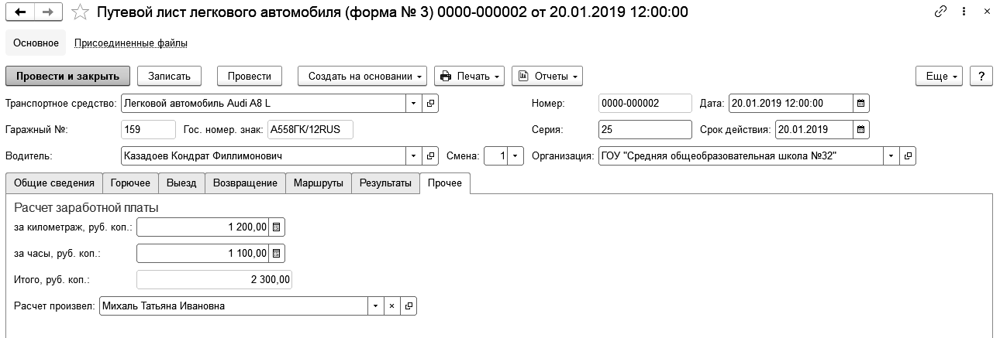 Путевой лист легкового автомобиля (форма № 3) 0000-000002 от 20.01.2019 12:00:00
Основное Присоединенные файлы
Провести и закрыть Записать Провести Создать на основании Печать Отчеты Еще ?
Транспортное средство: Легковой автомобиль Audi A8 L Номер: 0000-000002 Дата: 20.01.2019 12:00:00
Гаражный №: 159 Гос. номер. знак: А558ГК/12RUS Серия: 25 Срок действия: 20.01.2019
Водитель: Казадоев Кондрат Филлимонович Смена: 1 Организация: ГОУ "Средняя общеобразовательная школа №32"
Общие сведения Горючее Выезд Возвращение Маршруты Результаты Прочее
Расчет заработной платы
за километраж, руб. коп.: 1 200,00
за часы, руб. коп.: 1 100,00
Итого, руб. коп.: 2 300,00
Расчет произвел: Михаль Татьяна Ивановна